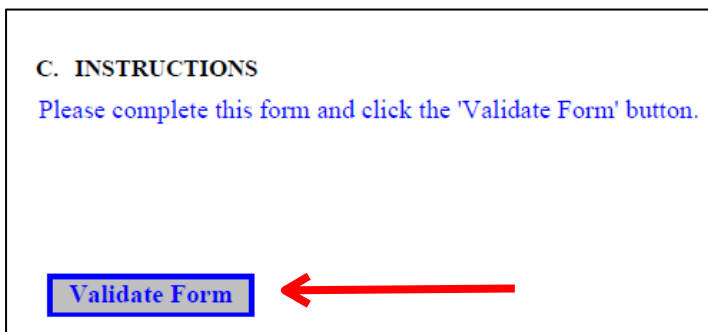 C. INSTRUCTIONS
Please complete this form and click the 'Validate Form' button.
Validate Form